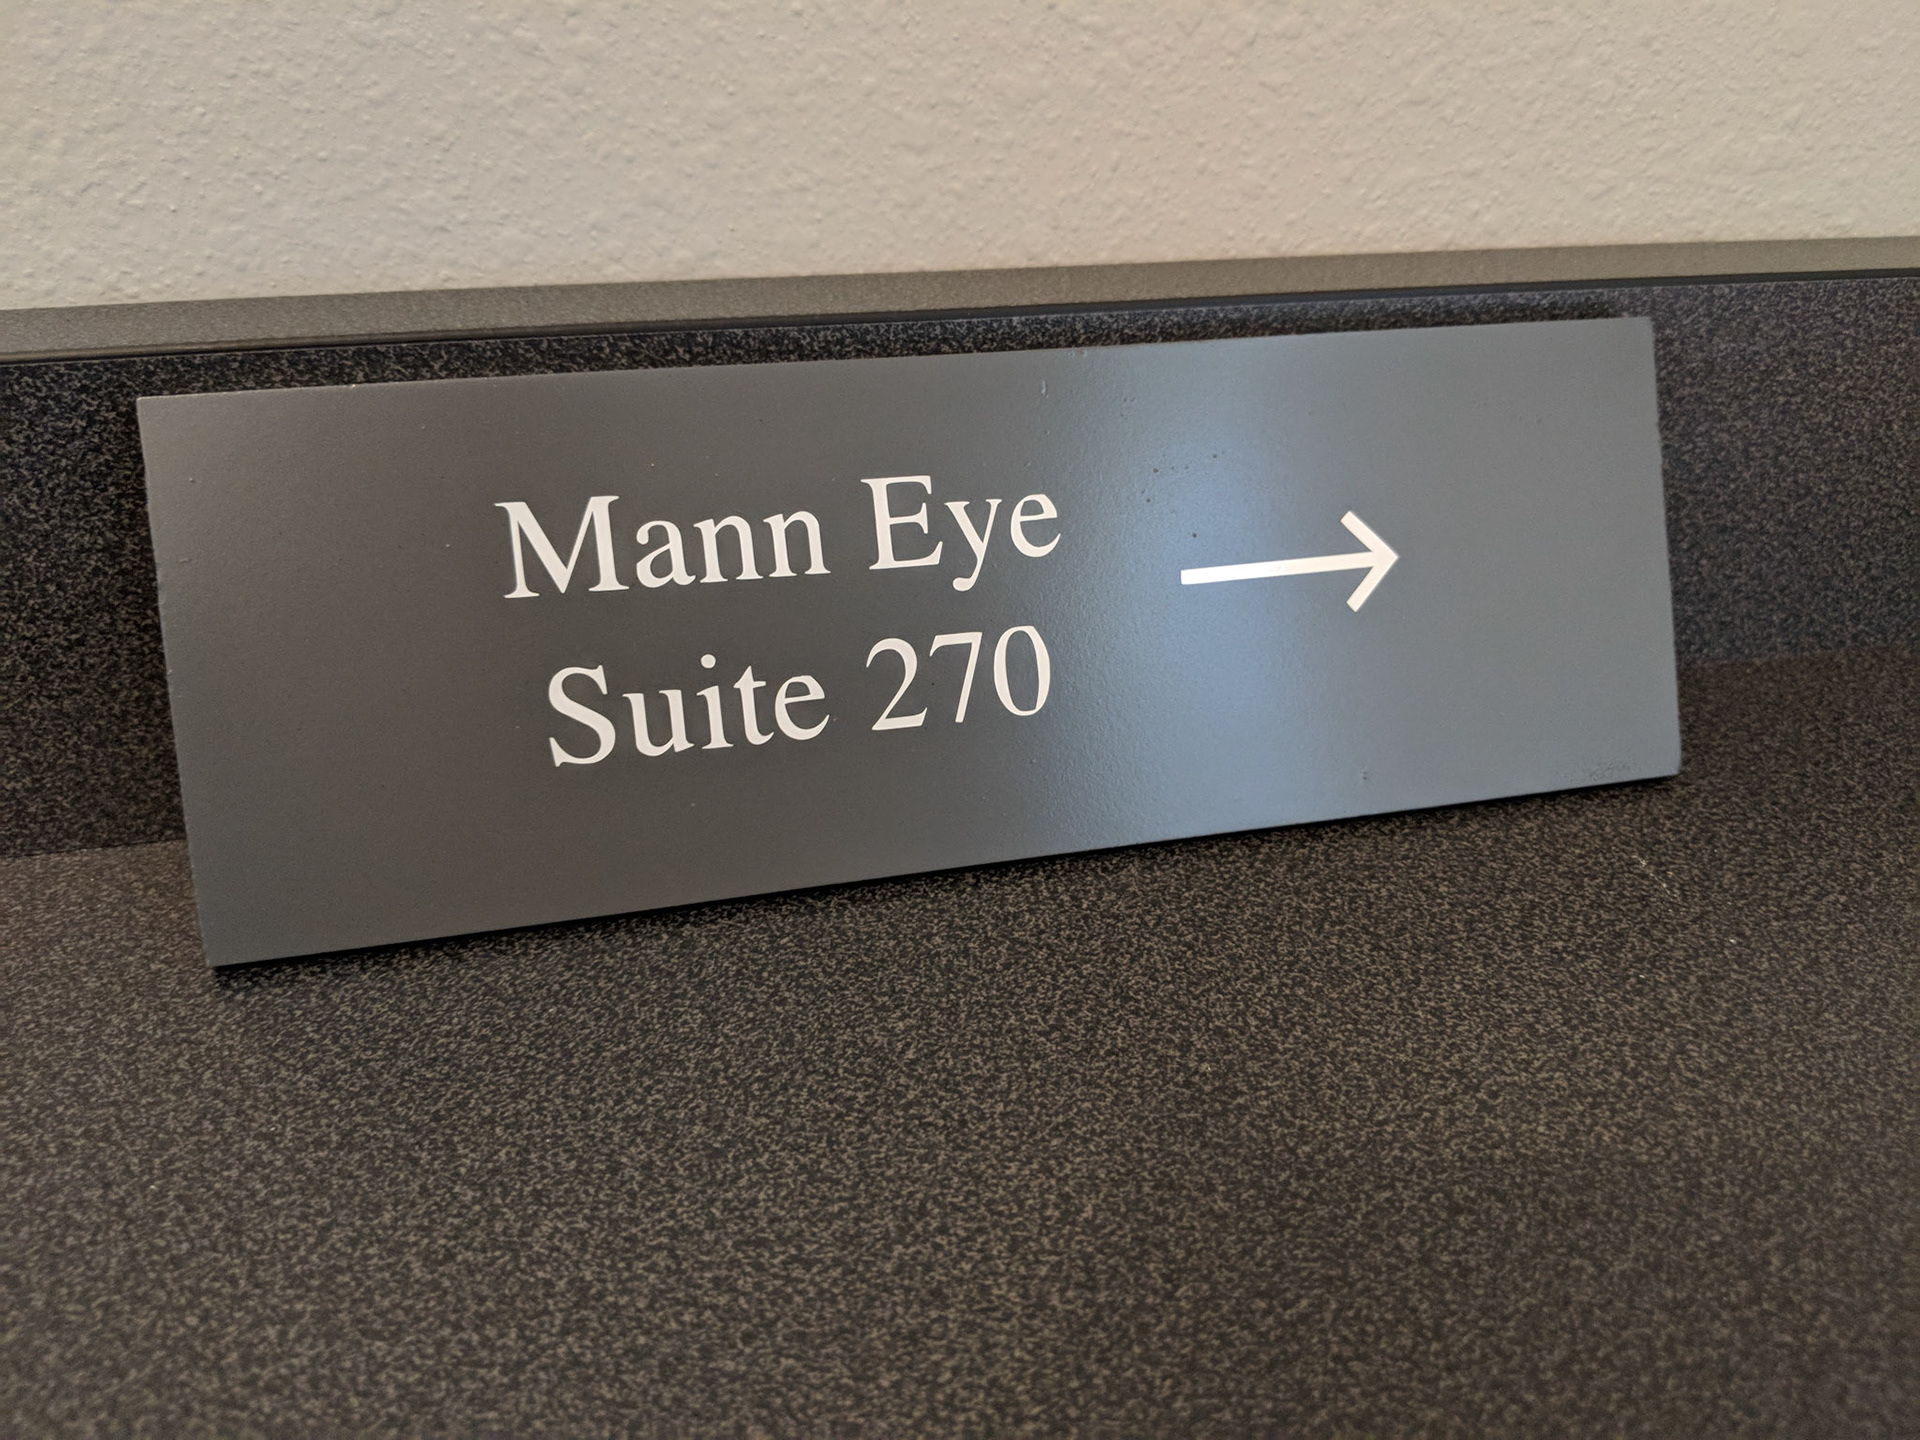 Mann Eye →
Suite 270